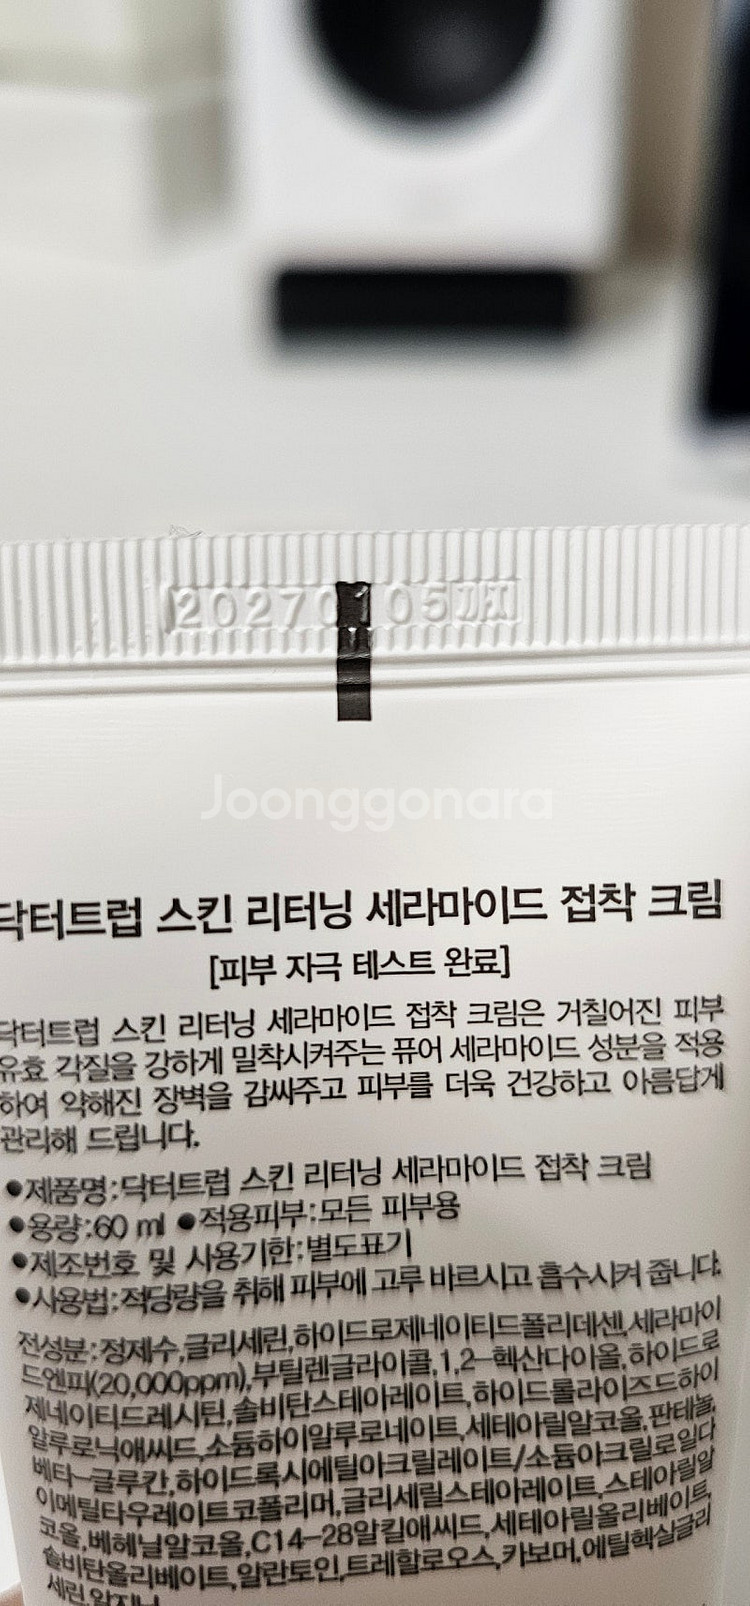 20270105까지
Joonggonara
닥터트럽 스킨 리터닝 세라마이드 접착 크림
[피부 자극 테스트 완료]
닥터트럽 스킨 리터닝 세라마이드 접착 크림은 거칠어진 피부
유효 각질을 강하게 밀착시켜주는 퓨어 세라마이드 성분을 적용
하여 약해진 장벽을 감싸주고 피부를 더욱 건강하고 아름답게
관리해 드립니다.
●제품명:닥터트럽 스킨 리터닝 세라마이드 접착 크림
●용량:60 ml ●적용피부:모든 피부용
●제조번호 및 사용기한:별도표기
●사용법:적당량을 취해 피부에 고루 바르시고 흡수시켜 줍니다.
전성분:정제수,글리세린,하이드로제네이티드폴리데센,세라마이
드엔피(20,000ppm),부틸렌글라이콜,1,2-헥산다이올,하이드로
제네이티드레시틴,솔비탄스테아레이트,하이드롤라이즈드하이
알루로닉애씨드,소듐하이알루로네이트,세테아릴알코올,판테놀,
베타-글루칸,하이드록시에틸아크릴레이트/소듐아크릴로일다
이메틸타우레이트코폴리머,글리세릴스테아레이트,스테아릴알
코올,베헤닐알코올,C14-28알킬애씨드,세테아릴올리베이트,
솔비탄올리베이트,알란토인,트레할로오스,카보머,에틸헥실글리
세린,알지닌